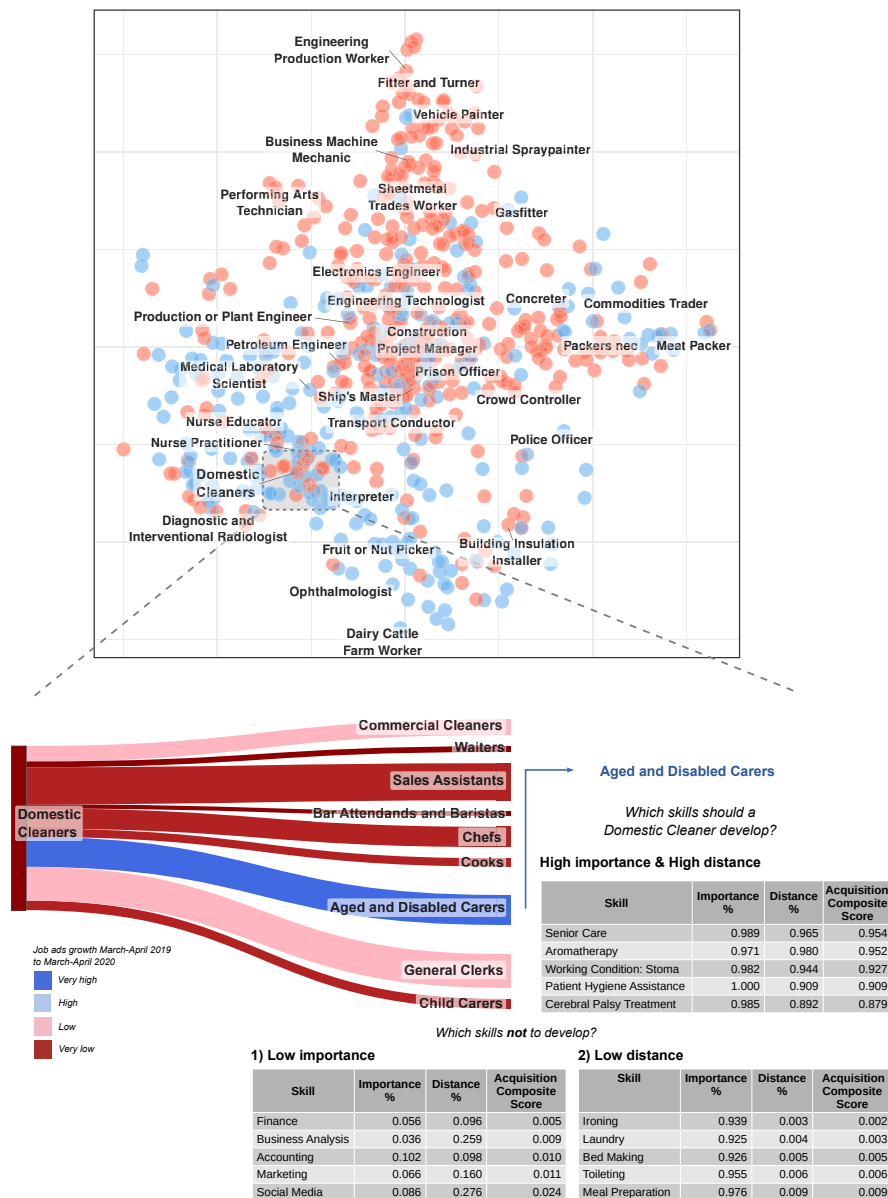 Engineering
Production Worker
Fitter and Turner
Vehicle Painter
Business Machine
Mechanic
Industrial Spraypainter
Performing Arts
Technician
Sheetmetal
Trades Worker
Gasfitter
Electronics Engineer
Engineering Technologist
Concreter
Commodities Trader
Production or Plant Engineer
Construction
Project Manager
Petroleum Engineer
Packers nec
Meat Packer
Medical Laboratory
Scientist
Prison Officer
Ship's Master
Crowd Controller
Nurse Educator
Transport Conductor
Nurse Practitioner
Police Officer
Domestic
Cleaners
Interpreter
Diagnostic and
Interventional Radiologist
Fruit or Nut Picker
Building Insulation
Installer
Ophthalmologist
Dairy Cattle
Farm Worker
Commercial Cleaners
Waiters
Sales Assistants
Bar Attendands and Baristas
Domestic
Cleaners
Chefs
Cooks
Aged and Disabled Carers
General Clerks
Child Carers
Job ads growth March-April 2019
to March-April 2020
Very high
High
Low
Very low
Aged and Disabled Carers
Which skills should a
Domestic Cleaner develop?
High importance & High distance
Skill Importance % Distance % Acquisition Composite Score
Senior Care 0.989 0.965 0.954
Aromatherapy 0.971 0.980 0.952
Working Condition: Stoma 0.982 0.944 0.927
Patient Hygiene Assistance 1.000 0.909 0.909
Cerebral Palsy Treatment 0.985 0.892 0.879
Which skills not to develop?
1) Low importance
Skill Importance % Distance % Acquisition Composite Score
Finance 0.056 0.096 0.005
Business Analysis 0.036 0.259 0.009
Accounting 0.102 0.098 0.010
Marketing 0.066 0.160 0.011
Social Media 0.086 0.276 0.024
2) Low distance
Skill Importance % Distance % Acquisition Composite Score
Ironing 0.939 0.003 0.002
Laundry 0.925 0.004 0.003
Bed Making 0.926 0.005 0.005
Toileting 0.955 0.006 0.006
Meal Preparation 0.976 0.009 0.009